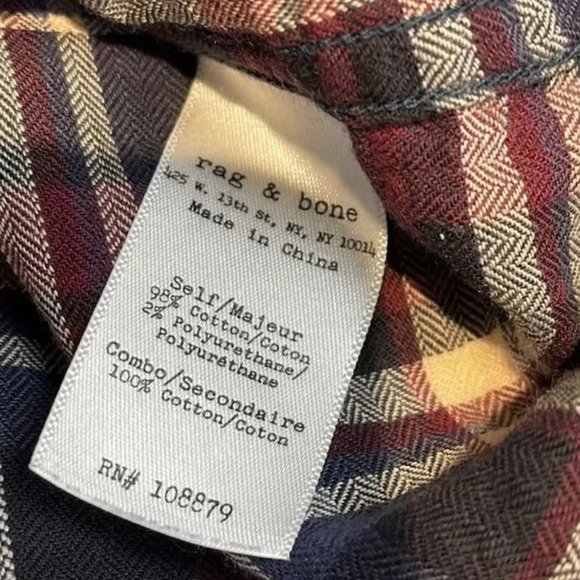 rag & bone
425 W. 13th St, NY, NY 10014
Made in China
Self/Majeur
98% Cotton/Coton
2% Polyurethane/
Polyuréthane
Combo/Secondaire
100% Cotton/Coton
RN# 108879